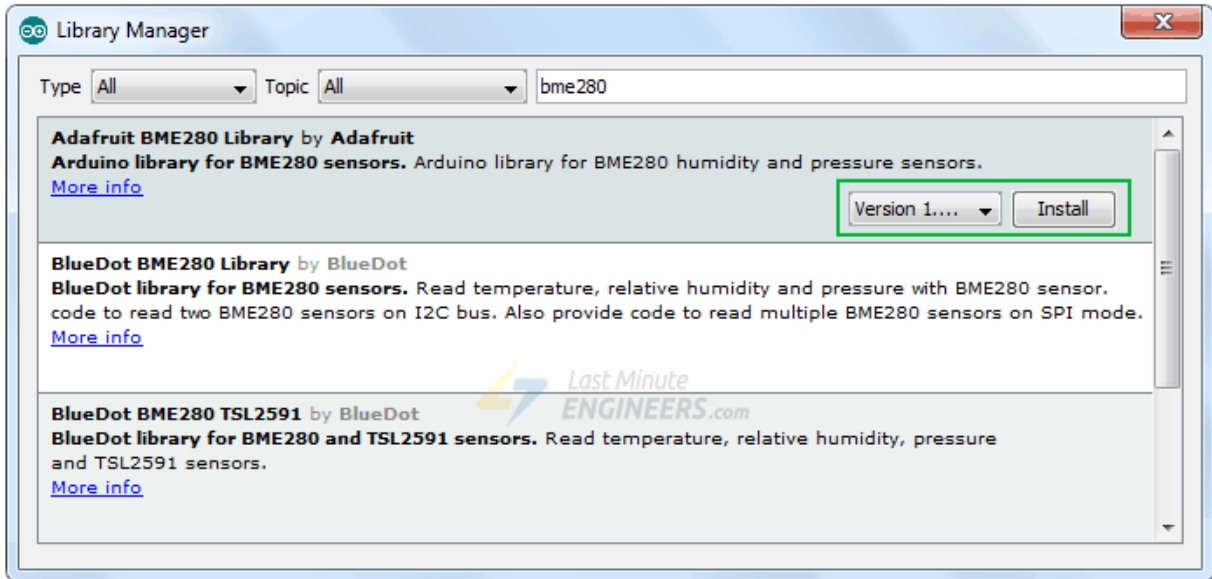 Library Manager
Type All Topic All bme280
Adafruit BME280 Library by Adafruit
Arduino library for BME280 sensors. Arduino library for BME280 humidity and pressure sensors.
More info
Version 1.... Install
BlueDot BME280 Library by BlueDot
BlueDot library for BME280 sensors. Read temperature, relative humidity and pressure with BME280 sensor.
code to read two BME280 sensors on I2C bus. Also provide code to read multiple BME280 sensors on SPI mode.
More info
Last Minute
ENGINEERS.com
BlueDot BME280 TSL2591 by BlueDot
BlueDot library for BME280 and TSL2591 sensors. Read temperature, relative humidity, pressure
and TSL2591 sensors.
More info